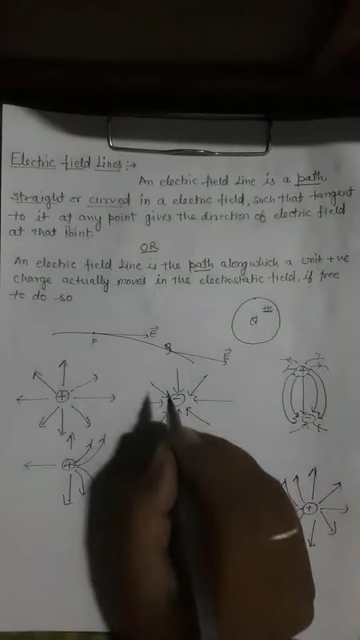 Electric field Lines :→
An electric field Line is a path,
straight or curved in a electric field, such that tangent
to it at any point gives the direction of electric field
at that Point.
OR
An electric field Line is the path along which a unit +ve
charge actually moves in the electrostatic field, if free
to do so
P
E
E
+
+
-
+
+